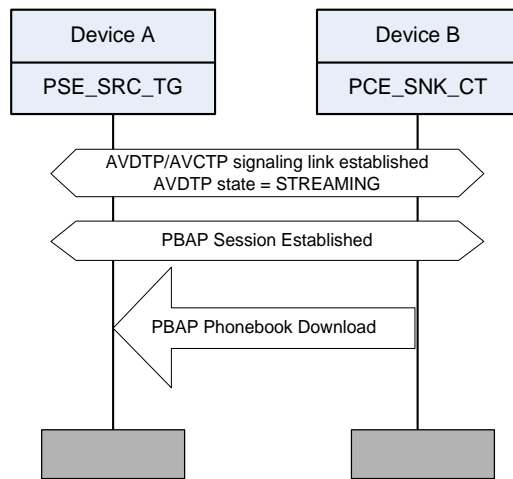 Device A
Device B
PSE_SRC_TG
PCE_SNK_CT
AVDTP/AVCTP signaling link established
AVDTP state = STREAMING
PBAP Session Established
PBAP Phonebook Download